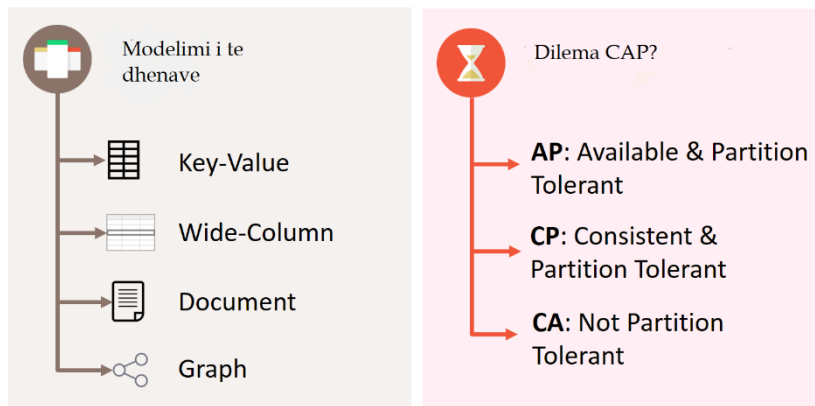 Modelimi i te
dhenave
Key-Value
Wide-Column
Document
Graph
Dilema CAP?
AP: Available & Partition
Tolerant
CP: Consistent &
Partition Tolerant
CA: Not Partition
Tolerant